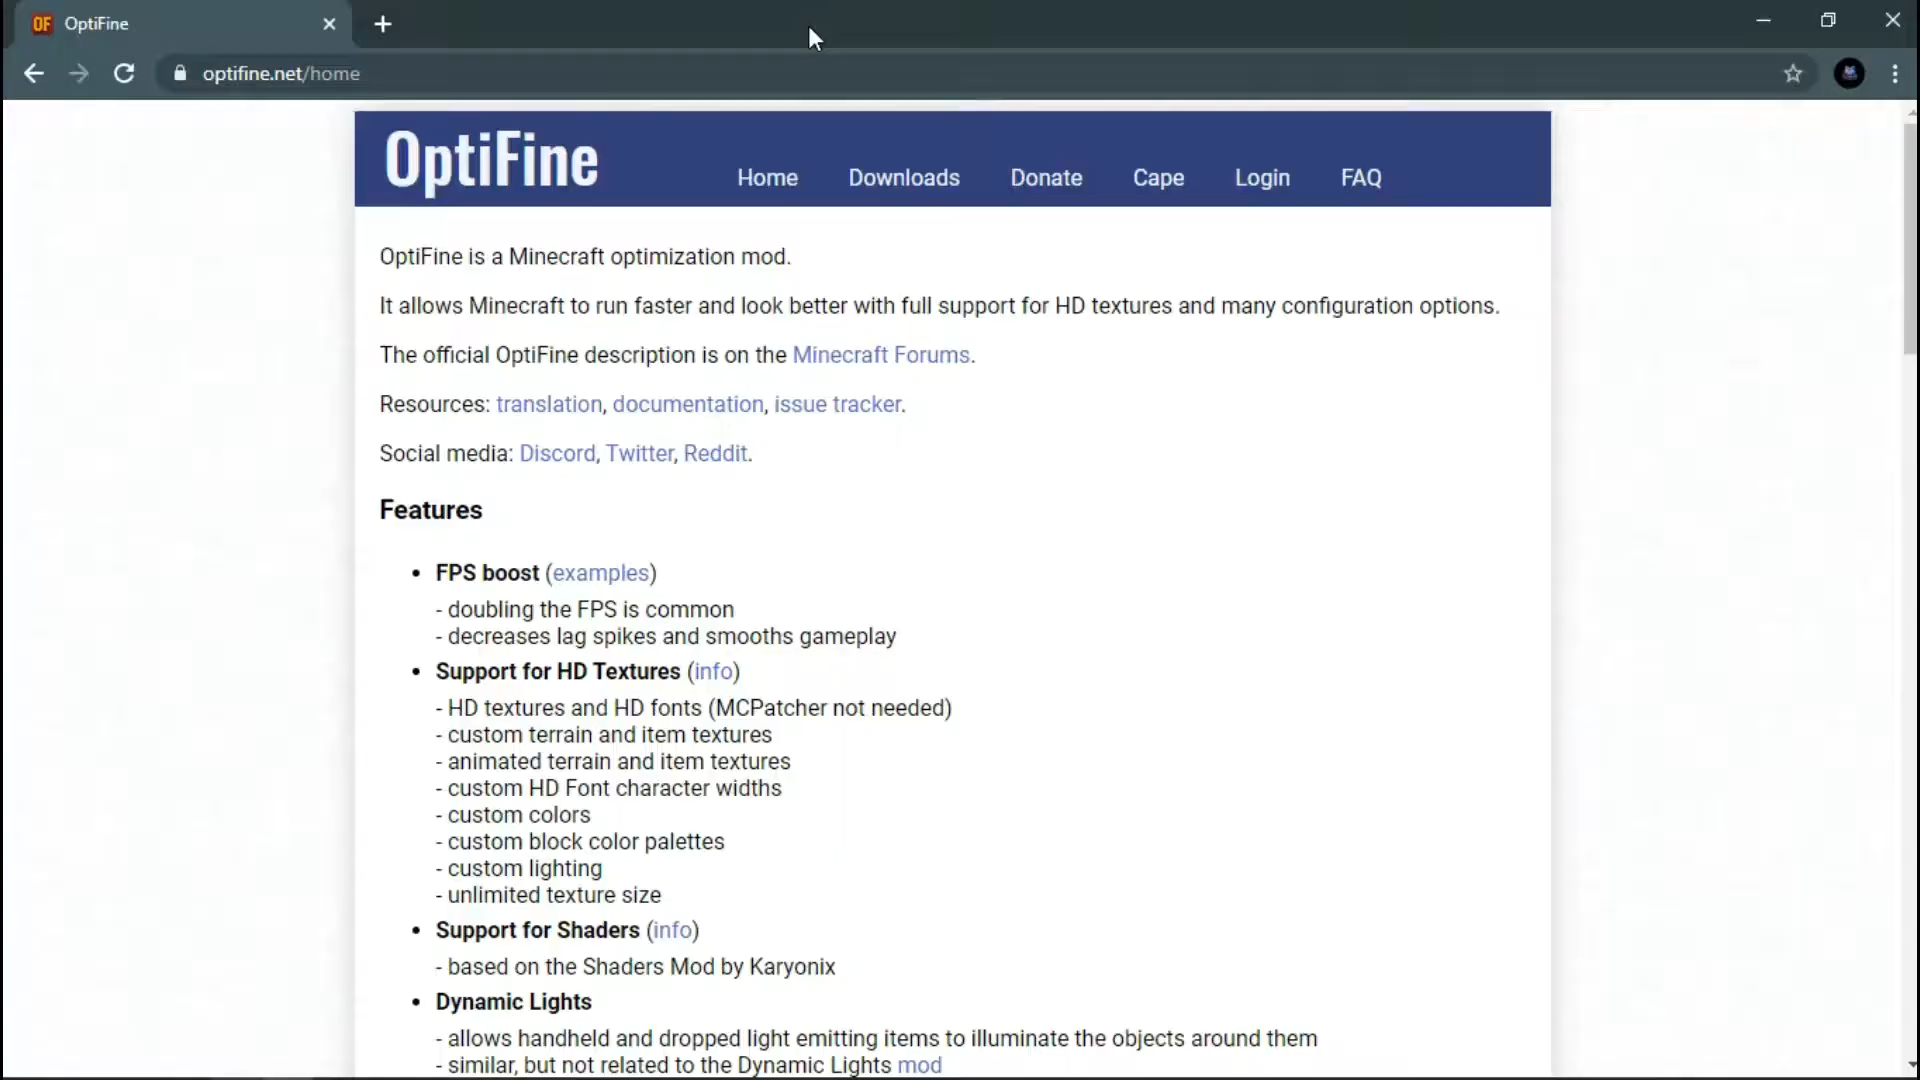 OptiFine
optifine.net/home
OptiFine
Home Downloads Donate Cape Login FAQ
OptiFine is a Minecraft optimization mod.
It allows Minecraft to run faster and look better with full support for HD textures and many configuration options.
The official OptiFine description is on the Minecraft Forums.
Resources: translation, documentation, issue tracker.
Social media: Discord, Twitter, Reddit.
Features
• FPS boost (examples)
- doubling the FPS is common
- decreases lag spikes and smooths gameplay
• Support for HD Textures (info)
- HD textures and HD fonts (MCPatcher not needed)
- custom terrain and item textures
- animated terrain and item textures
- custom HD Font character widths
- custom colors
- custom block color palettes
- custom lighting
- unlimited texture size
• Support for Shaders (info)
- based on the Shaders Mod by Karyonix
• Dynamic Lights
- allows handheld and dropped light emitting items to illuminate the objects around them
- similar, but not related to the Dynamic Lights mod